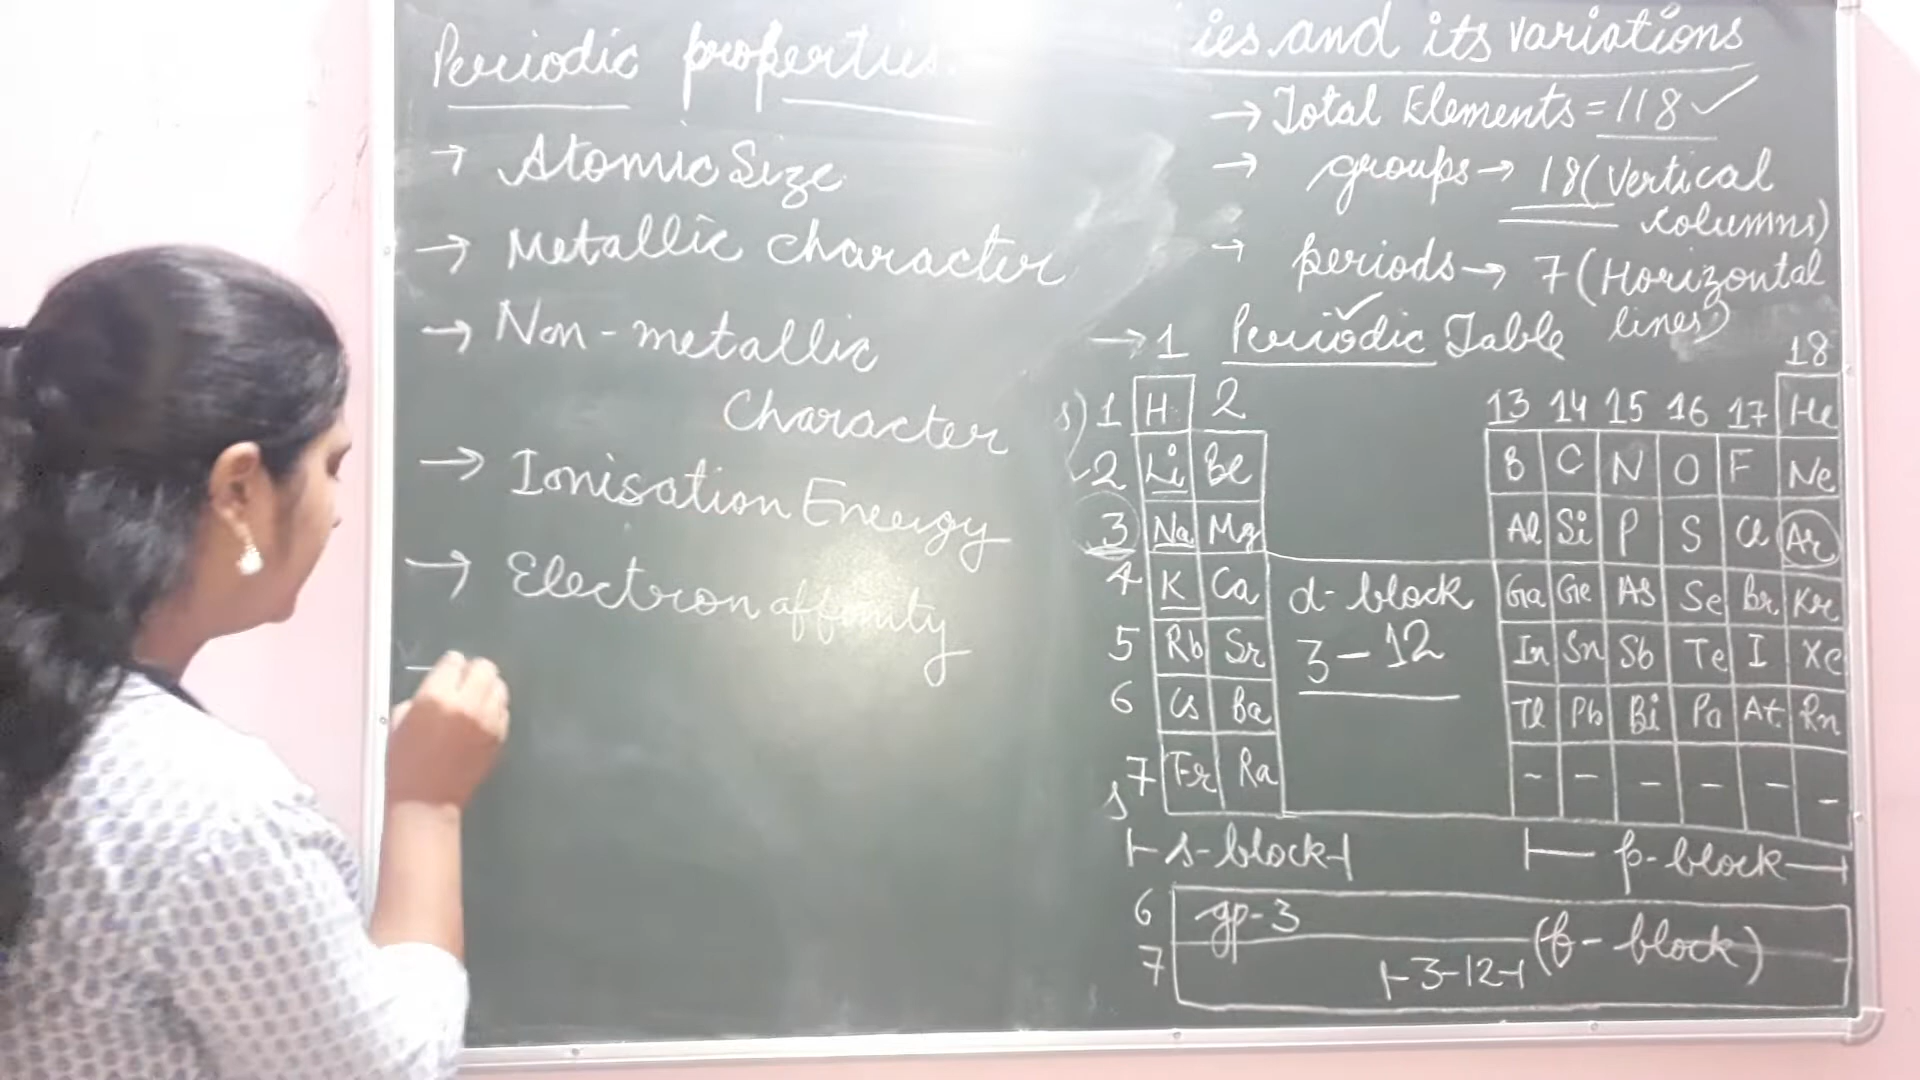 Periodic properties.
→ Atomic Size
→ Metallic character
→ Non-metallic
Character
→ Ionisation Energy
→ Electron affinity
ies and its variations
→ Total Elements = 118 ✓
→ groups → 18 (Vertical
columns)
→ periods → 7 (Horizontal
lines)
→ 1 Periodic Table 18
1 H 2 13 14 15 16 17 He
2 Li Be B C N O F Ne
3 Na Mg Al Si P S Cl Ar
4 K Ca d-block Ga Ge As Se Br Kr
5 Rb Sr 3-12 In Sn Sb Te I Xe
6 Cs Ba Tl Pb Bi Po At Rn
7 Fr Ra - - - - - -
s-block p-block
6 gp-3
7 3-12 (f-block)